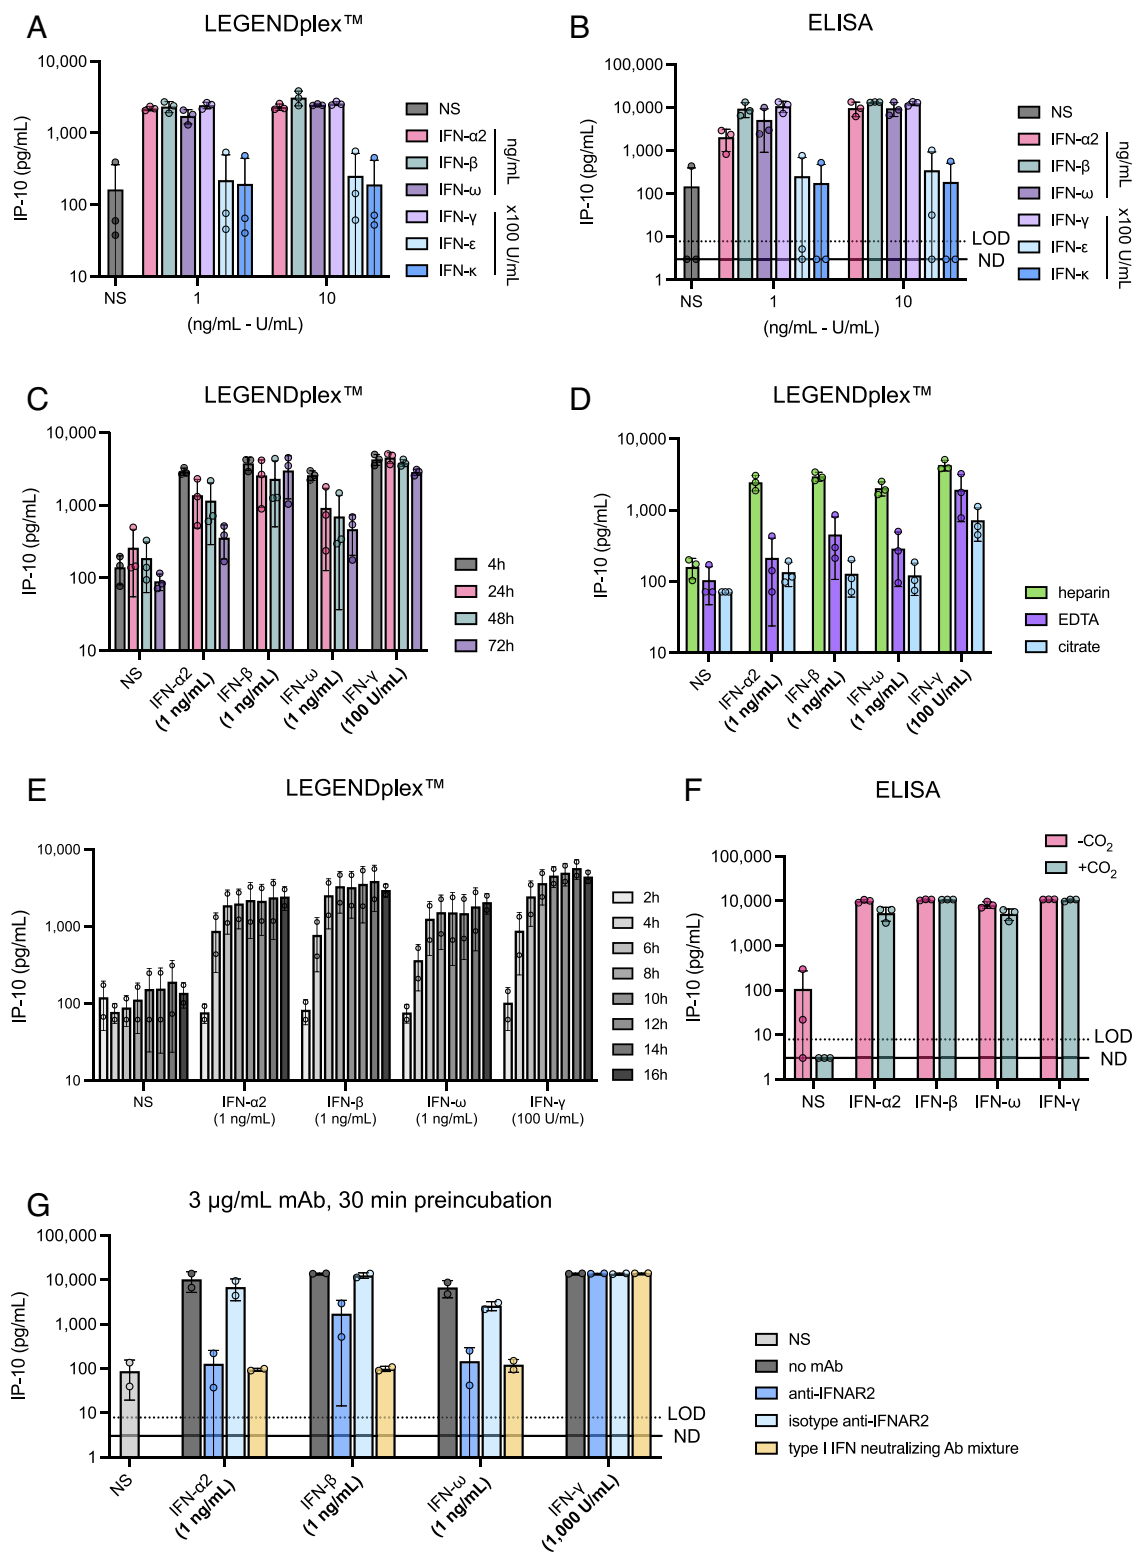 A
LEGENDplex™
IP-10 (pg/mL)
10,000
1,000
100
10
NS
1
10
(ng/mL - U/mL)
NS
IFN-α2
IFN-β
IFN-ω
IFN-γ
IFN-ε
IFN-κ
ng/mL
x100 U/mL
B
ELISA
IP-10 (pg/mL)
100,000
10,000
1,000
100
10
1
LOD
ND
NS
1
10
(ng/mL - U/mL)
NS
IFN-α2
IFN-β
IFN-ω
IFN-γ
IFN-ε
IFN-κ
ng/mL
x100 U/mL
C
LEGENDplex™
IP-10 (pg/mL)
10,000
1,000
100
10
NS
IFN-α2
(1 ng/mL)
IFN-β
(1 ng/mL)
IFN-ω
(1 ng/mL)
IFN-γ
(100 U/mL)
4h
24h
48h
72h
D
LEGENDplex™
IP-10 (pg/mL)
10,000
1,000
100
10
NS
IFN-α2
(1 ng/mL)
IFN-β
(1 ng/mL)
IFN-ω
(1 ng/mL)
IFN-γ
(100 U/mL)
heparin
EDTA
citrate
E
LEGENDplex™
IP-10 (pg/mL)
10,000
1,000
100
10
NS
IFN-α2
(1 ng/mL)
IFN-β
(1 ng/mL)
IFN-ω
(1 ng/mL)
IFN-γ
(100 U/mL)
2h
4h
6h
8h
10h
12h
14h
16h
F
ELISA
-CO₂
+CO₂
IP-10 (pg/mL)
100,000
10,000
1,000
100
10
1
LOD
ND
NS
IFN-α2
IFN-β
IFN-ω
IFN-γ
G
3 µg/mL mAb, 30 min preincubation
IP-10 (pg/mL)
100,000
10,000
1,000
100
10
1
LOD
ND
NS
IFN-α2
(1 ng/mL)
IFN-β
(1 ng/mL)
IFN-ω
(1 ng/mL)
IFN-γ
(1,000 U/mL)
NS
no mAb
anti-IFNAR2
isotype anti-IFNAR2
type I IFN neutralizing Ab mixture